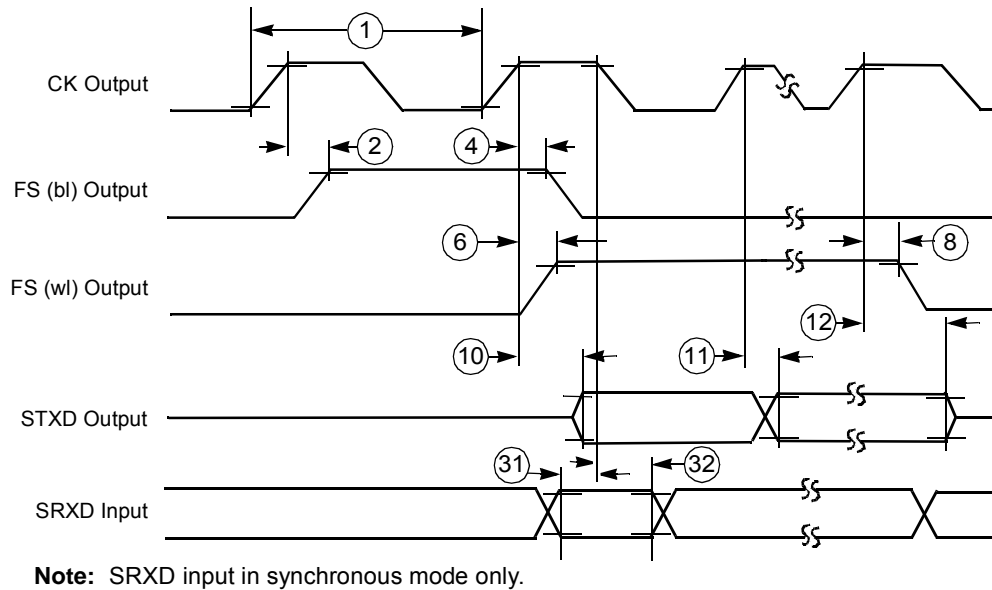 1
CK Output
2
4
FS (bl) Output
6
8
FS (wl) Output
12
10
11
STXD Output
31
32
SRXD Input
Note: SRXD input in synchronous mode only.